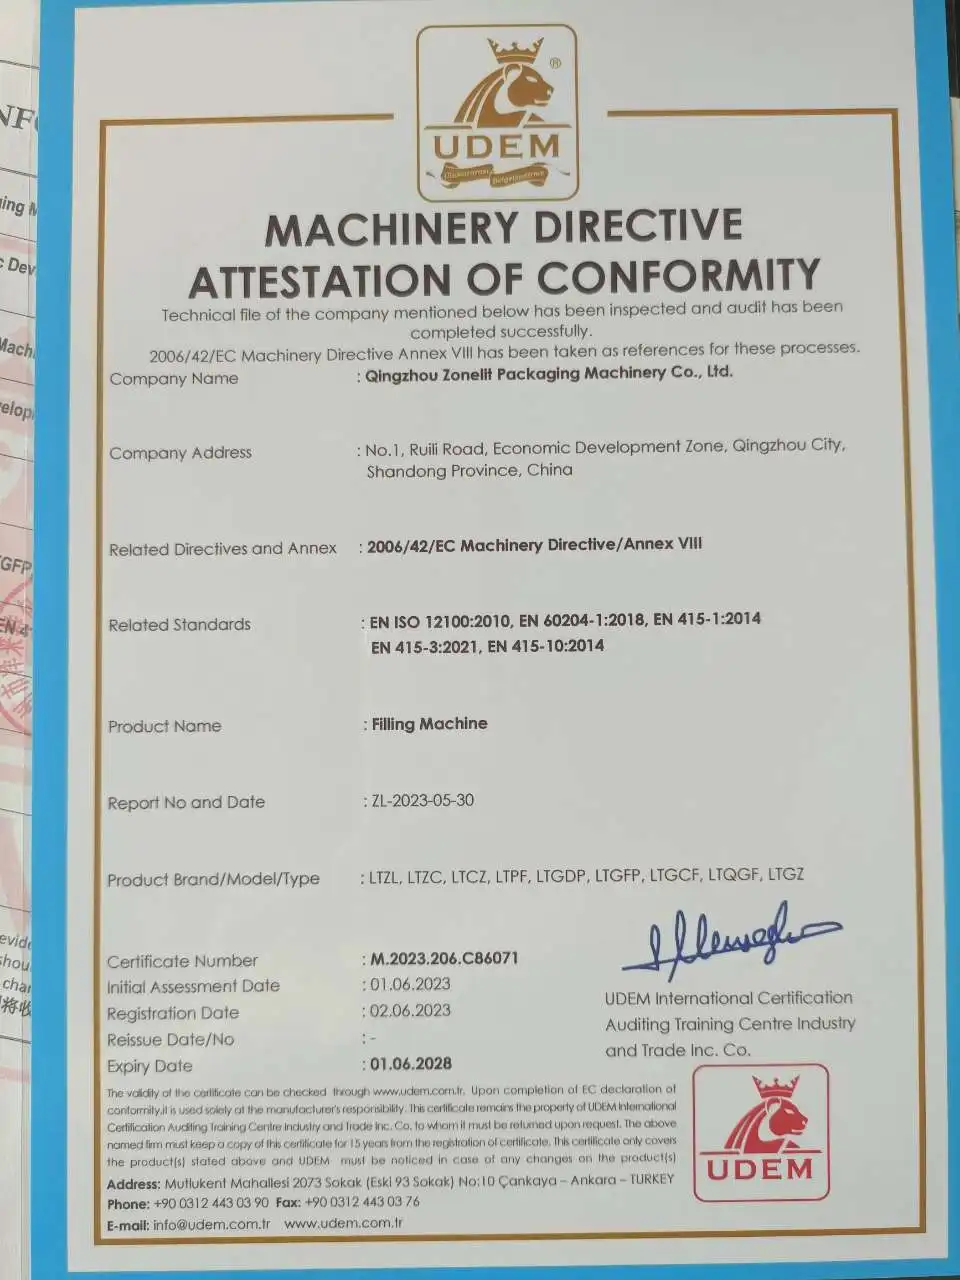 UDEM
®
Uluslararası
Belgelendirme
MACHINERY DIRECTIVE
ATTESTATION OF CONFORMITY
Technical file of the company mentioned below has been inspected and audit has been
completed successfully.
2006/42/EC Machinery Directive Annex VIII has been taken as references for these processes.
Company Name : Qingzhou Zonelit Packaging Machinery Co., Ltd.
Company Address : No.1, Ruili Road, Economic Development Zone, Qingzhou City,
Shandong Province, China
Related Directives and Annex : 2006/42/EC Machinery Directive/Annex VIII
Related Standards : EN ISO 12100:2010, EN 60204-1:2018, EN 415-1:2014
EN 415-3:2021, EN 415-10:2014
Product Name : Filling Machine
Report No and Date : ZL-2023-05-30
Product Brand/Model/Type : LTZL, LTZC, LTCZ, LTPF, LTGDP, LTGFP, LTGCF, LTQGF, LTGZ
Certificate Number : M.2023.206.C86071
Initial Assessment Date : 01.06.2023
Registration Date : 02.06.2023
Reissue Date/No : -
Expiry Date : 01.06.2028
UDEM International Certification
Auditing Training Centre Industry
and Trade Inc. Co.
The validity of the certificate can be checked through www.udem.com.tr. Upon completion of EC declaration of
conformity,it is used solely at the manufacturer's responsibility. This certificate remains the property of UDEM International
Certification Auditing Training Centre Industry and Trade Inc. Co. to whom it must be returned upon request. The above
named firm must keep a copy of this certificate for 15 years from the registration of certificate. This certificate only covers
the product(s) stated above and UDEM must be noticed in case of any changes on the product(s)
Address: Mutlukent Mahallesi 2073 Sokak (Eski 93 Sokak) No:10 Çankaya – Ankara – TURKEY
Phone: +90 0312 443 03 90 Fax: +90 0312 443 03 76
E-mail: info@udem.com.tr www.udem.com.tr
UDEM